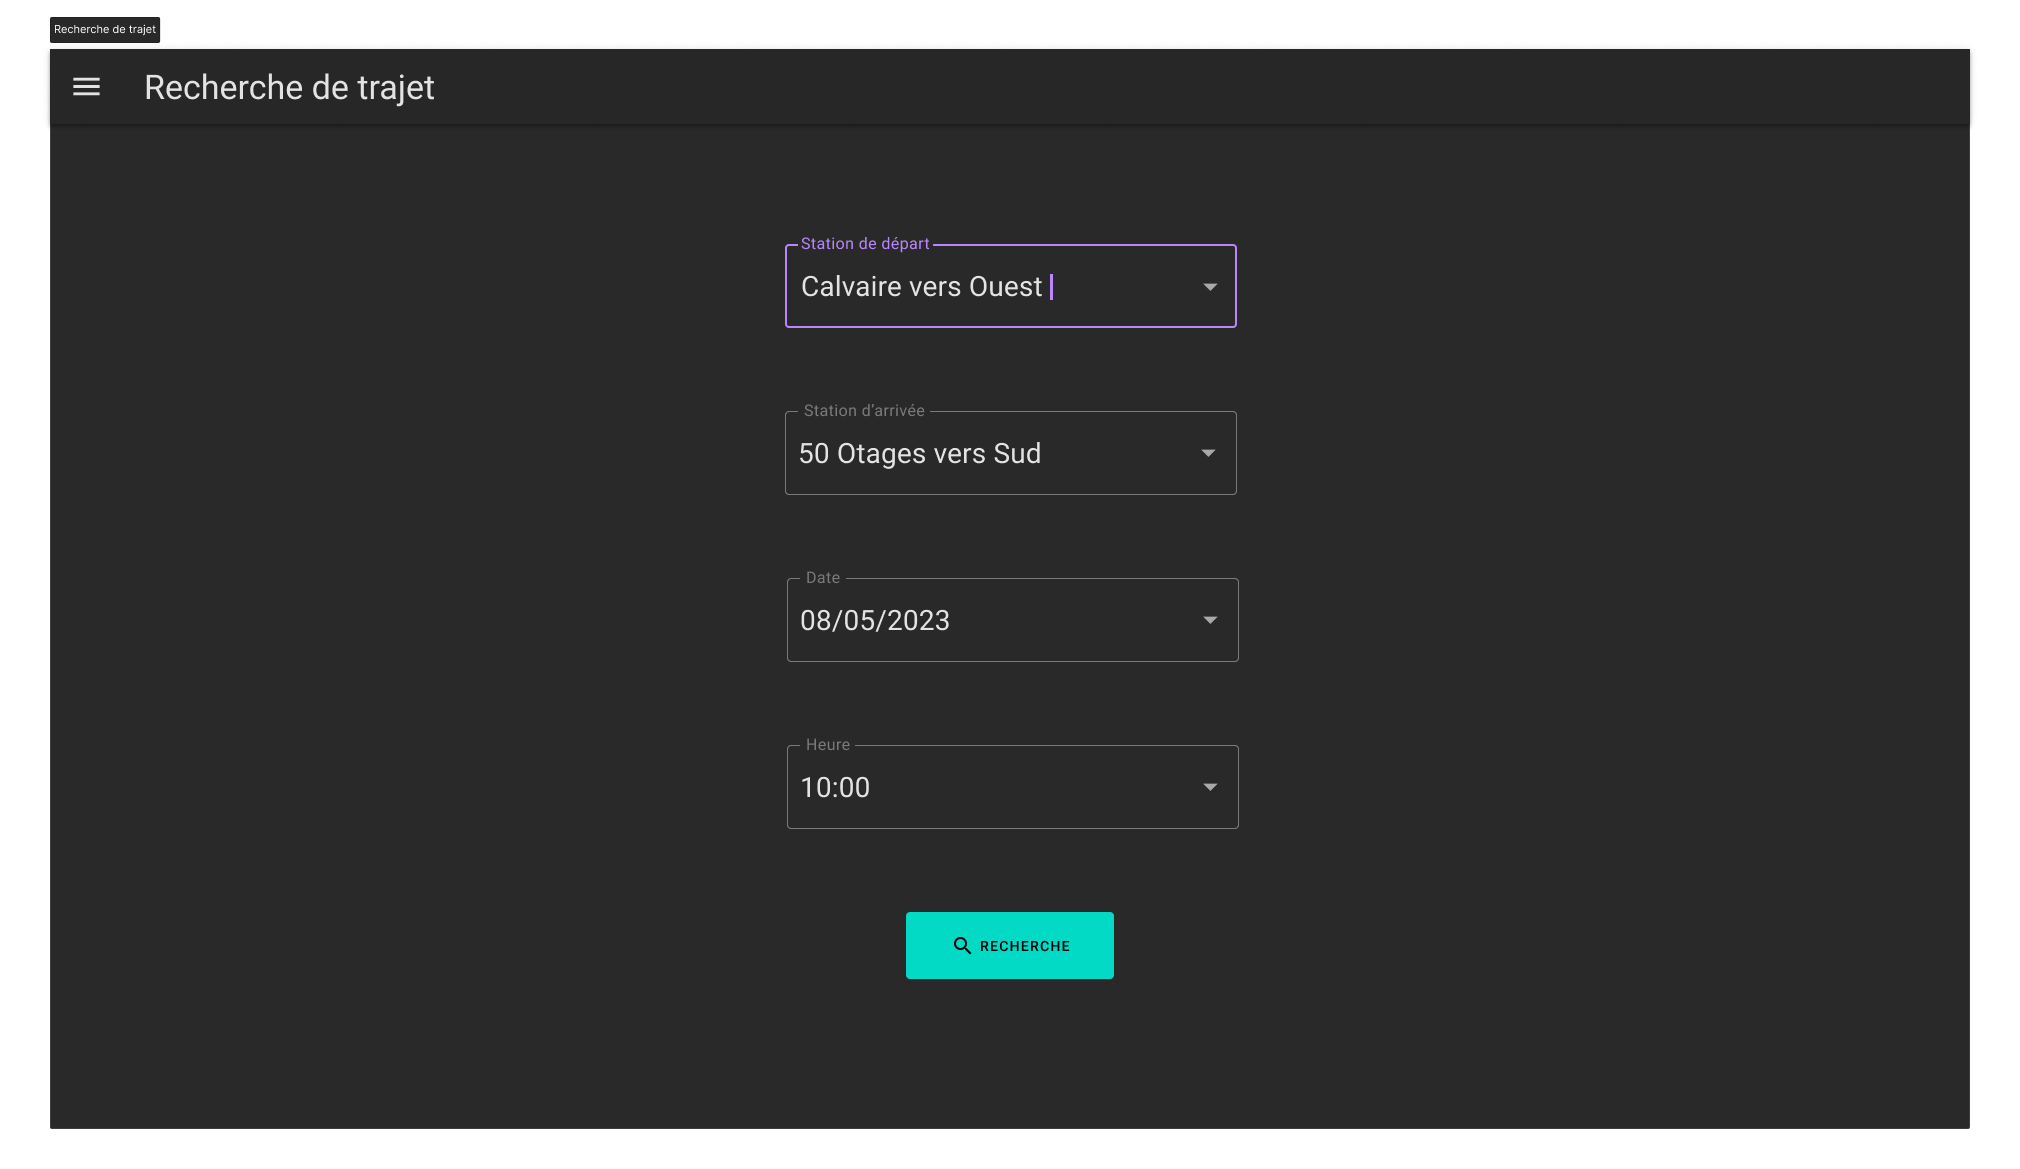 Recherche de trajet
Recherche de trajet
Station de départ
Calvaire vers Ouest
Station d'arrivée
50 Otages vers Sud
Date
08/05/2023
Heure
10:00
RECHERCHE